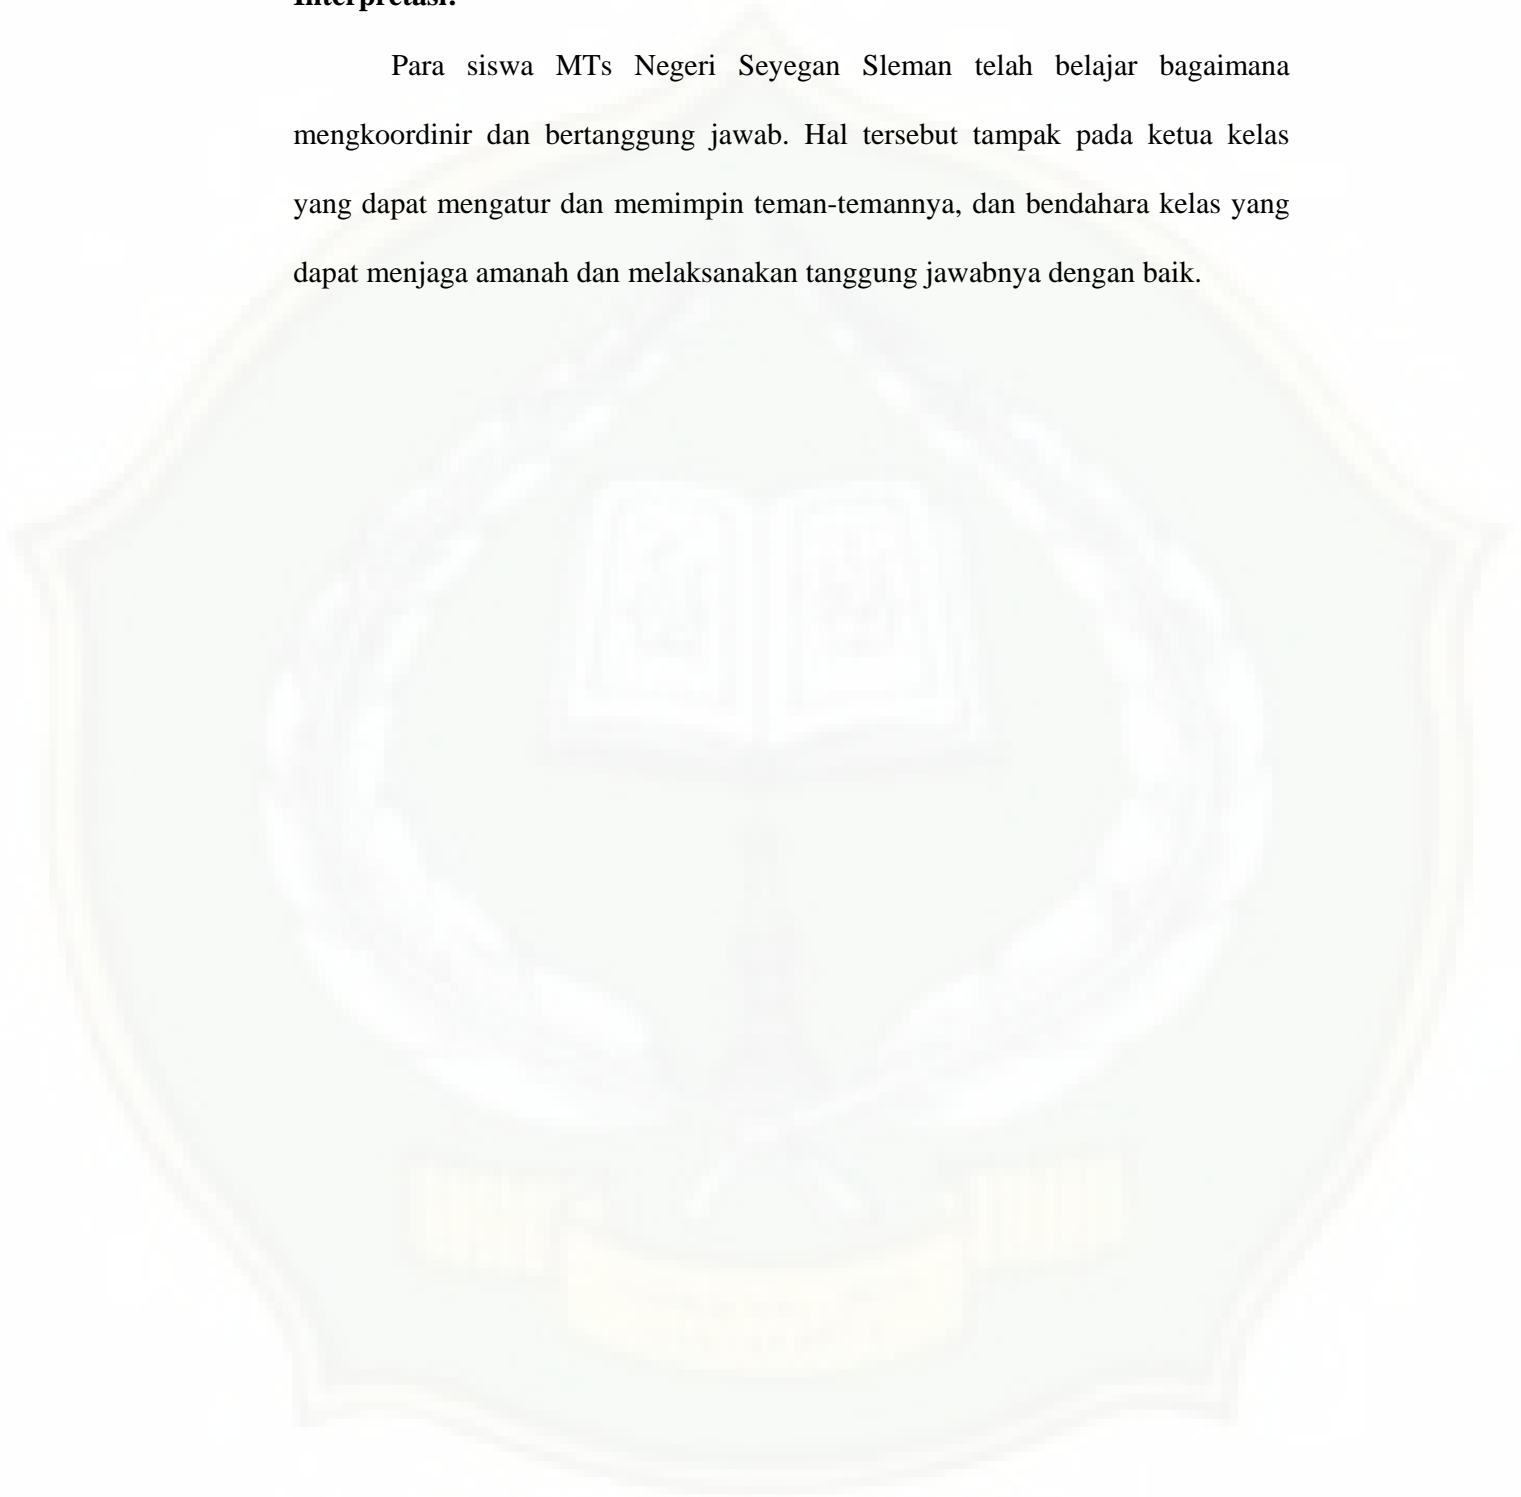 Interpretasi:
Para siswa MTs Negeri Seyegan Sleman telah belajar bagaimana
mengkoordinir dan bertanggung jawab. Hal tersebut tampak pada ketua kelas
yang dapat mengatur dan memimpin teman-temannya, dan bendahara kelas yang
dapat menjaga amanah dan melaksanakan tanggung jawabnya dengan baik.